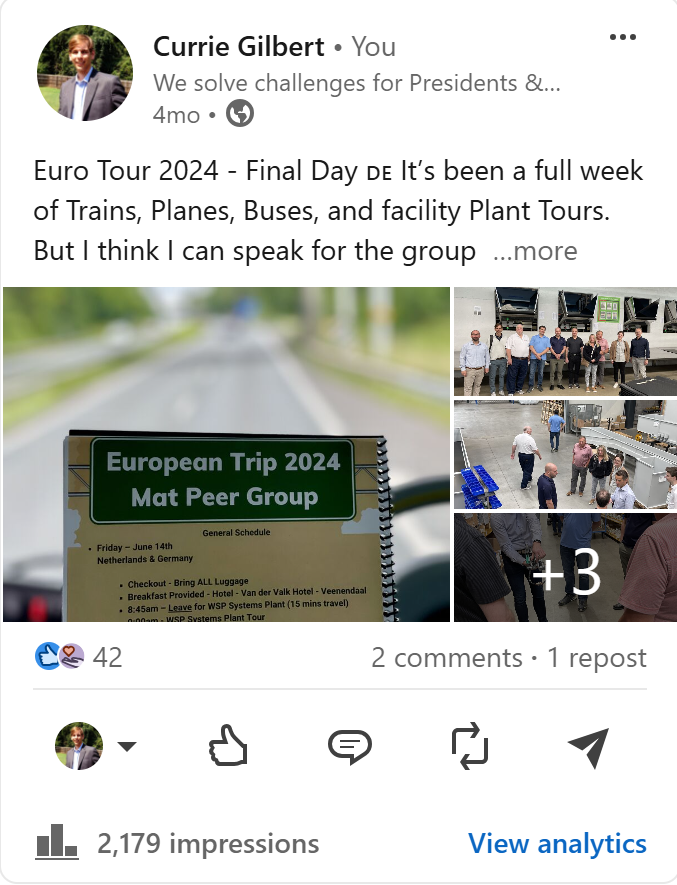 Currie Gilbert • You
We solve challenges for Presidents &...
4mo •
Euro Tour 2024 - Final Day DE It's been a full week
of Trains, Planes, Buses, and facility Plant Tours.
But I think I can speak for the group ...more
European Trip 2024
Mat Peer Group
General Schedule
• Friday – June 14th
Netherlands & Germany
• Checkout - Bring ALL Luggage
• Breakfast Provided - Hotel - Van der Valk Hotel - Veenendaal
• 8:45am – Leave for WSP Systems Plant (15 mins travel)
9:00am - WSP Systems Plant Tour
+3
42
2 comments · 1 repost
2,179 impressions
View analytics